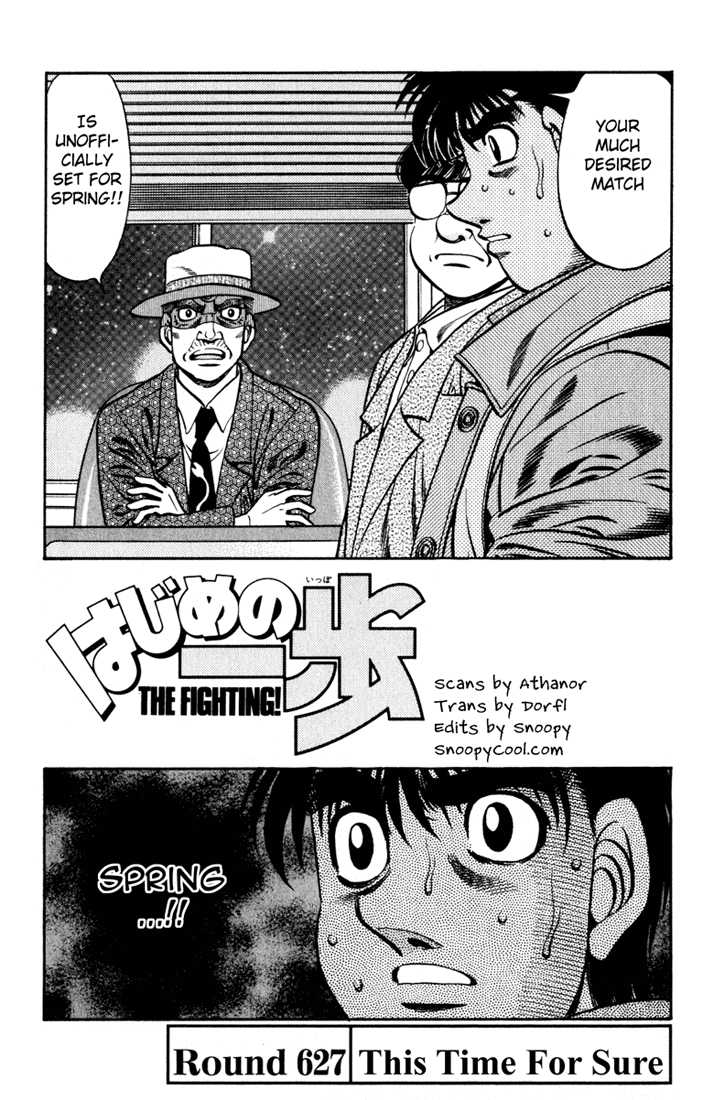 YOUR
MUCH
DESIRED
MATCH
IS
UNOFFI-
CIALLY
SET FOR
SPRING!!
はじめの一歩
いっぽ
THE FIGHTING!
Scans by Athanor
Trans by Dorfl
Edits by Snoopy
SnoopyCool.com
SPRING
...!!
Round 627 This Time For Sure